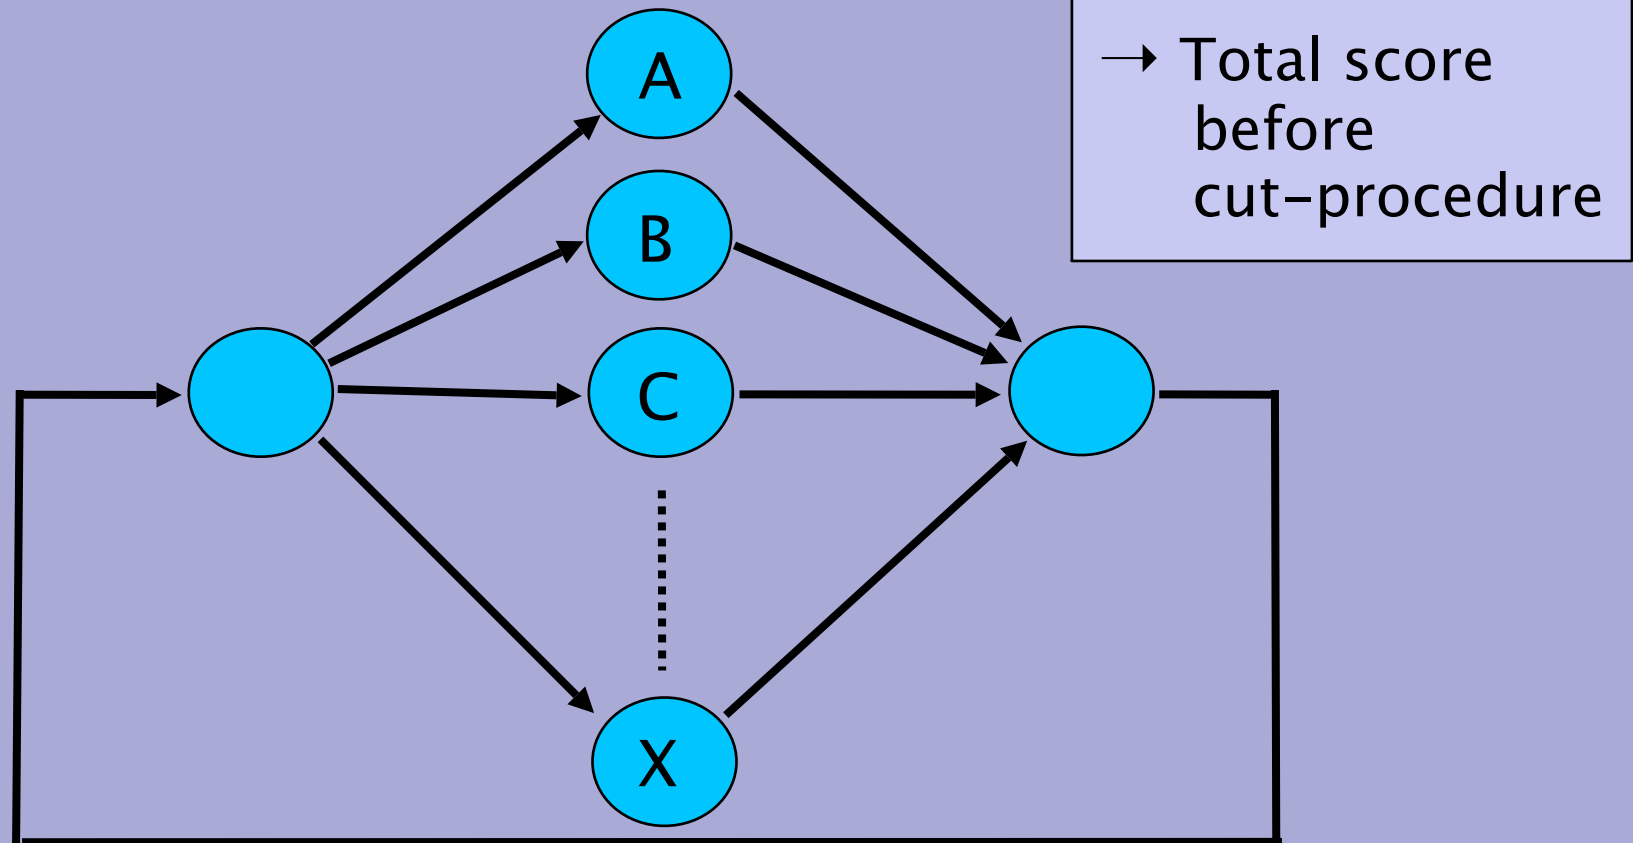 A
→ Total score
before
cut-procedure
B
C
X